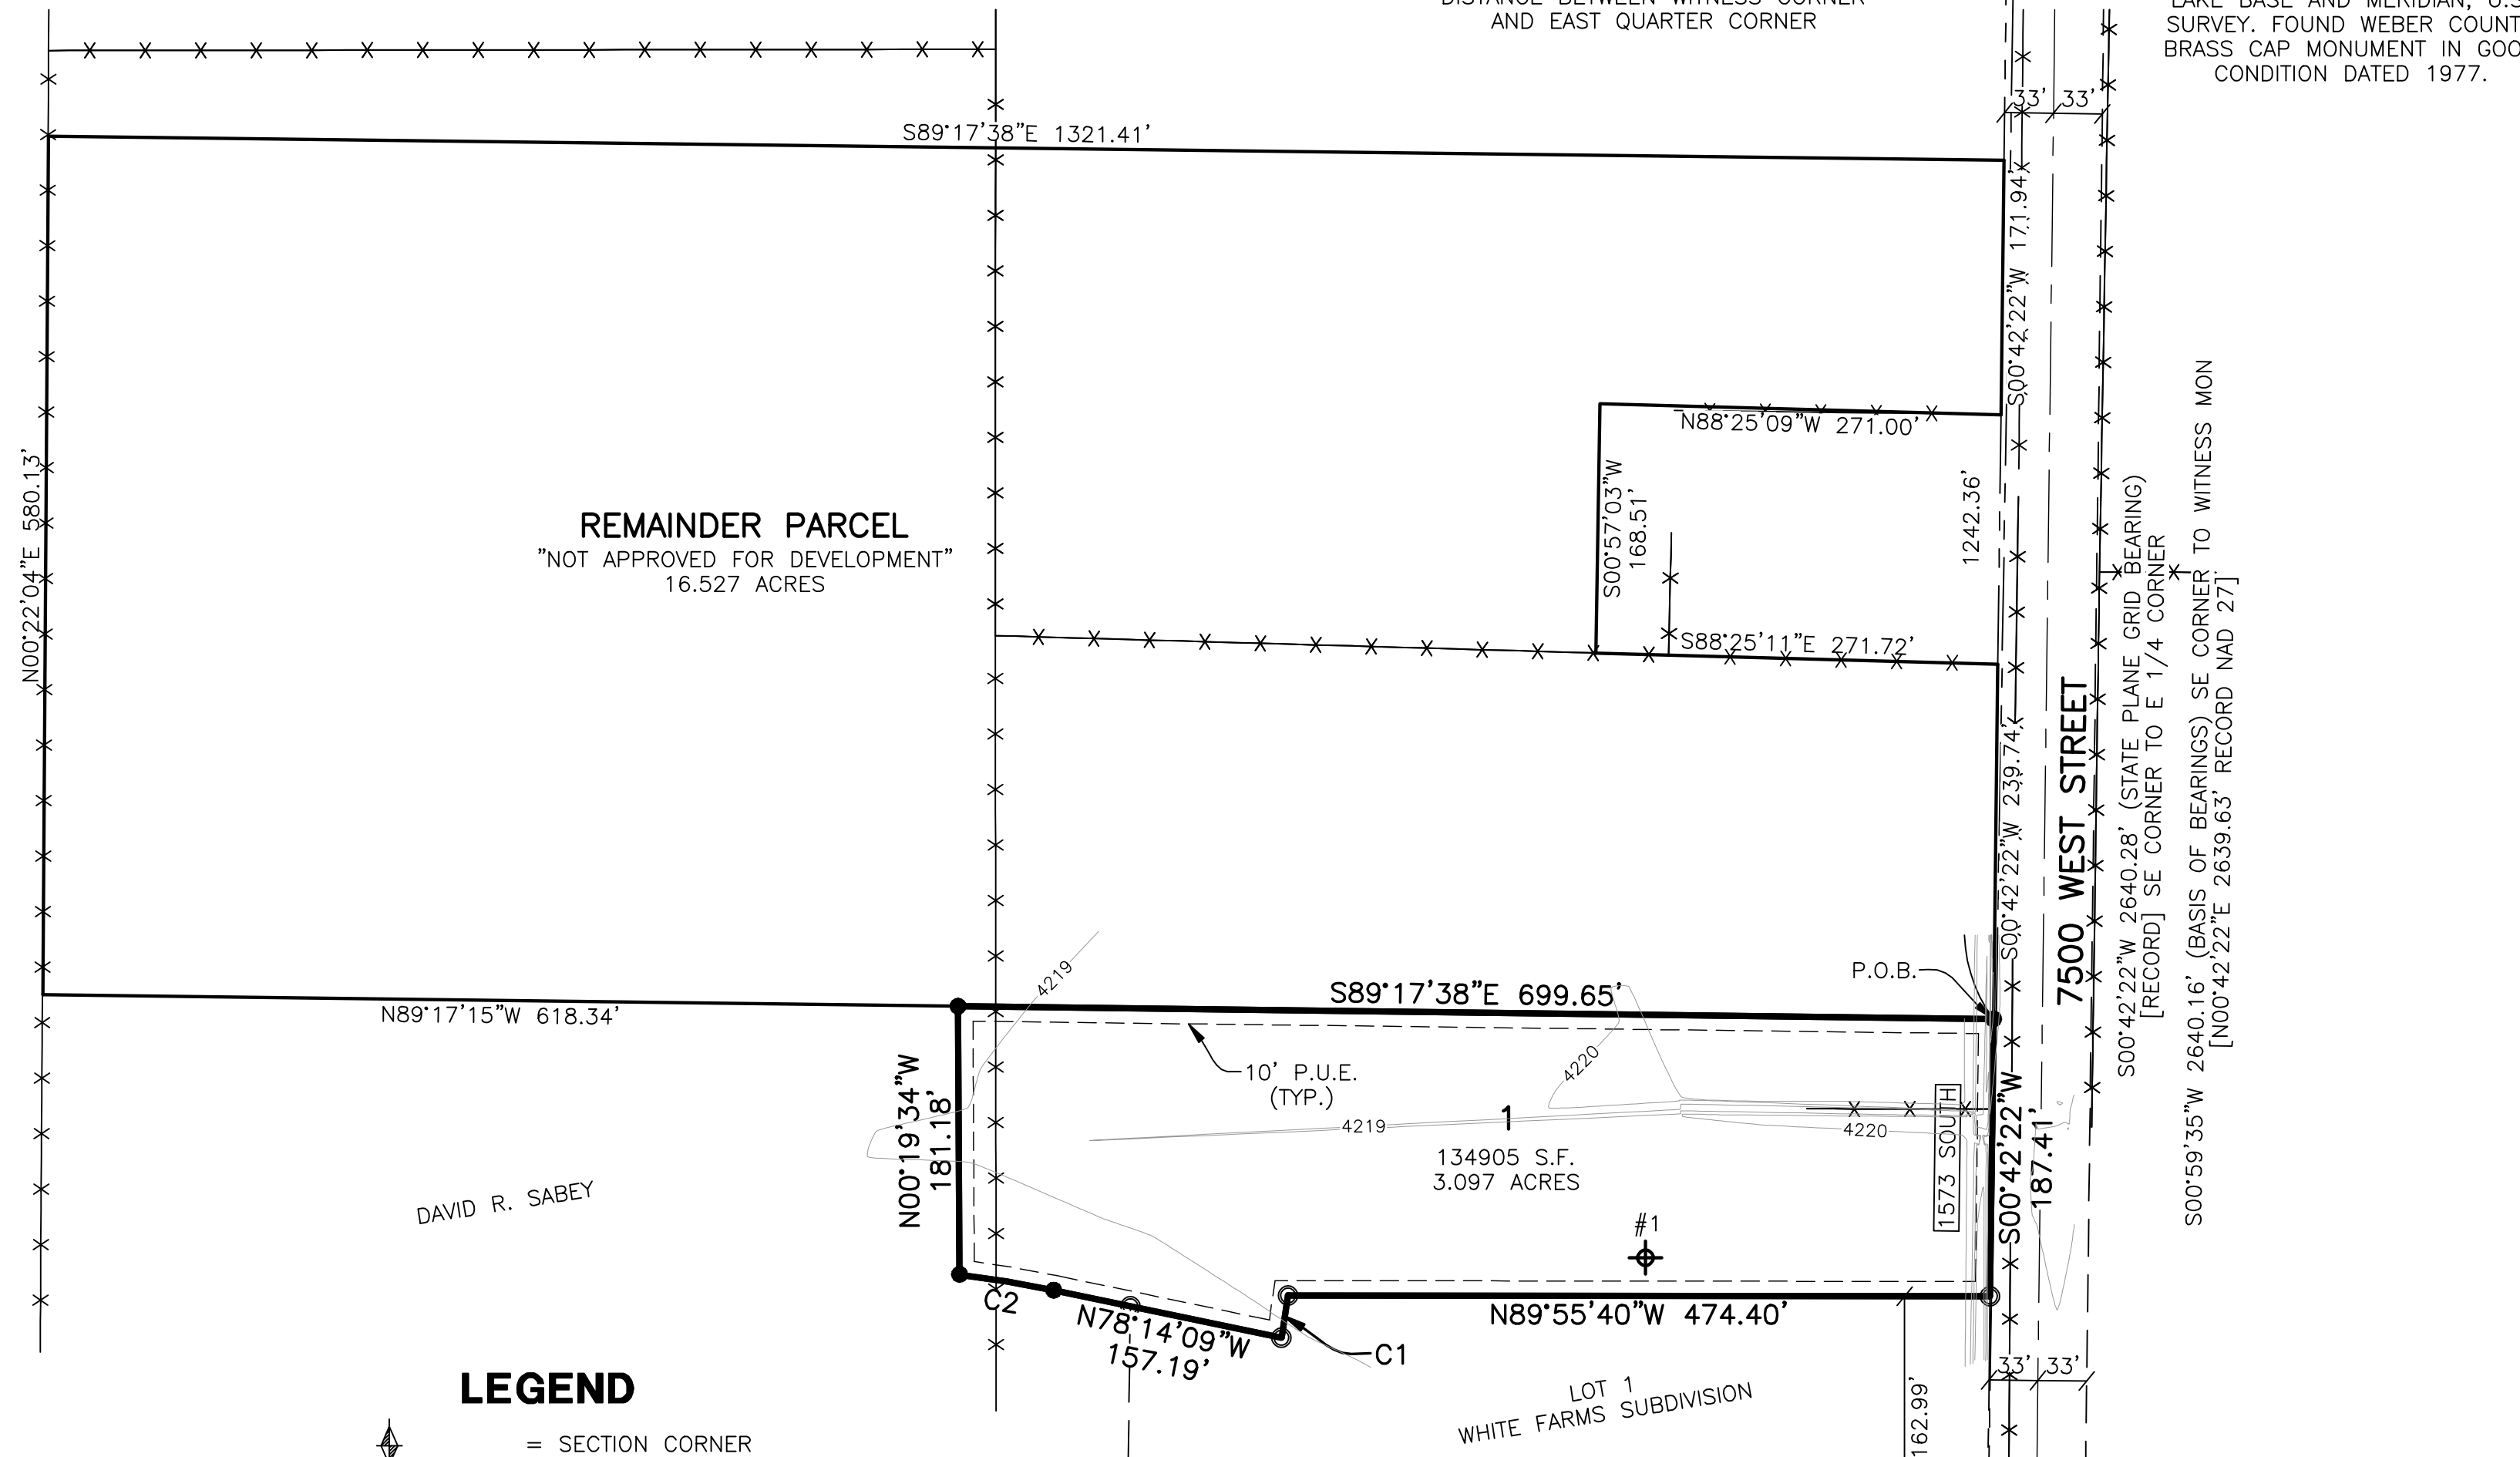 AND EAST QUARTER CORNER
LAKE BASE AND MERIDIAN, U.S
SURVEY. FOUND WEBER COUNT
BRASS CAP MONUMENT IN GOO
CONDITION DATED 1977.
33' 33'
S89°17'38"E 1321.41'
S00°42'22"W 171.94'
N88°25'09"W 271.00'
S00°57'03"W
168.51'
1242.36'
N00°22'04"E 580.13'
REMAINDER PARCEL
"NOT APPROVED FOR DEVELOPMENT"
16.527 ACRES
S88°25'11"E 271.72'
S00°42'22"W 239.74'
7500 WEST STREET
S00°42'22"W 2640.28' (STATE PLANE GRID BEARING)
[RECORD] SE CORNER TO E 1/4 CORNER
S00°59'35"W 2640.16' (BASIS OF BEARINGS) SE CORNER TO WITNESS MON
[N00°42'22"E 2639.63' RECORD NAD 27]
P.O.B.
4219
S89°17'38"E 699.65'
N89°17'15"W 618.34'
N00°19'34"W
181.18'
10' P.U.E.
(TYP.)
4220
1
4219
4220
134905 S.F.
3.097 ACRES
1573 SOUTH
S00°42'22"W
187.41'
DAVID R. SABEY
#1
C2
N78°14'09"W
157.19'
N89°55'40"W 474.40'
C1
33' 33'
LOT 1
WHITE FARMS SUBDIVISION
162.99'
LEGEND
= SECTION CORNER